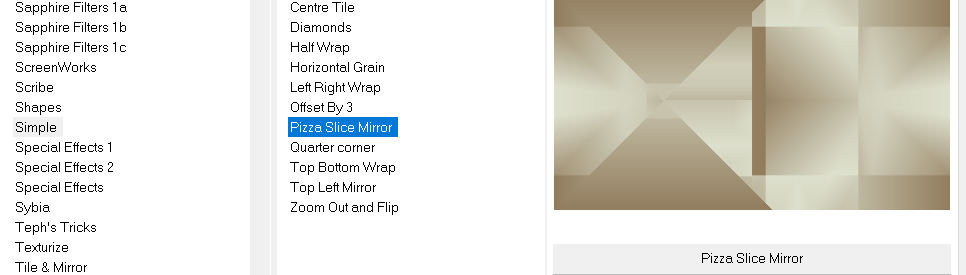 Sapphire Filters 1a
Sapphire Filters 1b
Sapphire Filters 1c
ScreenWorks
Scribe
Shapes
Simple
Special Effects 1
Special Effects 2
Special Effects
Sybia
Teph's Tricks
Texturize
Tile & Mirror
Centre Tile
Diamonds
Half Wrap
Horizontal Grain
Left Right Wrap
Offset By 3
Pizza Slice Mirror
Quarter corner
Top Bottom Wrap
Top Left Mirror
Zoom Out and Flip
Pizza Slice Mirror